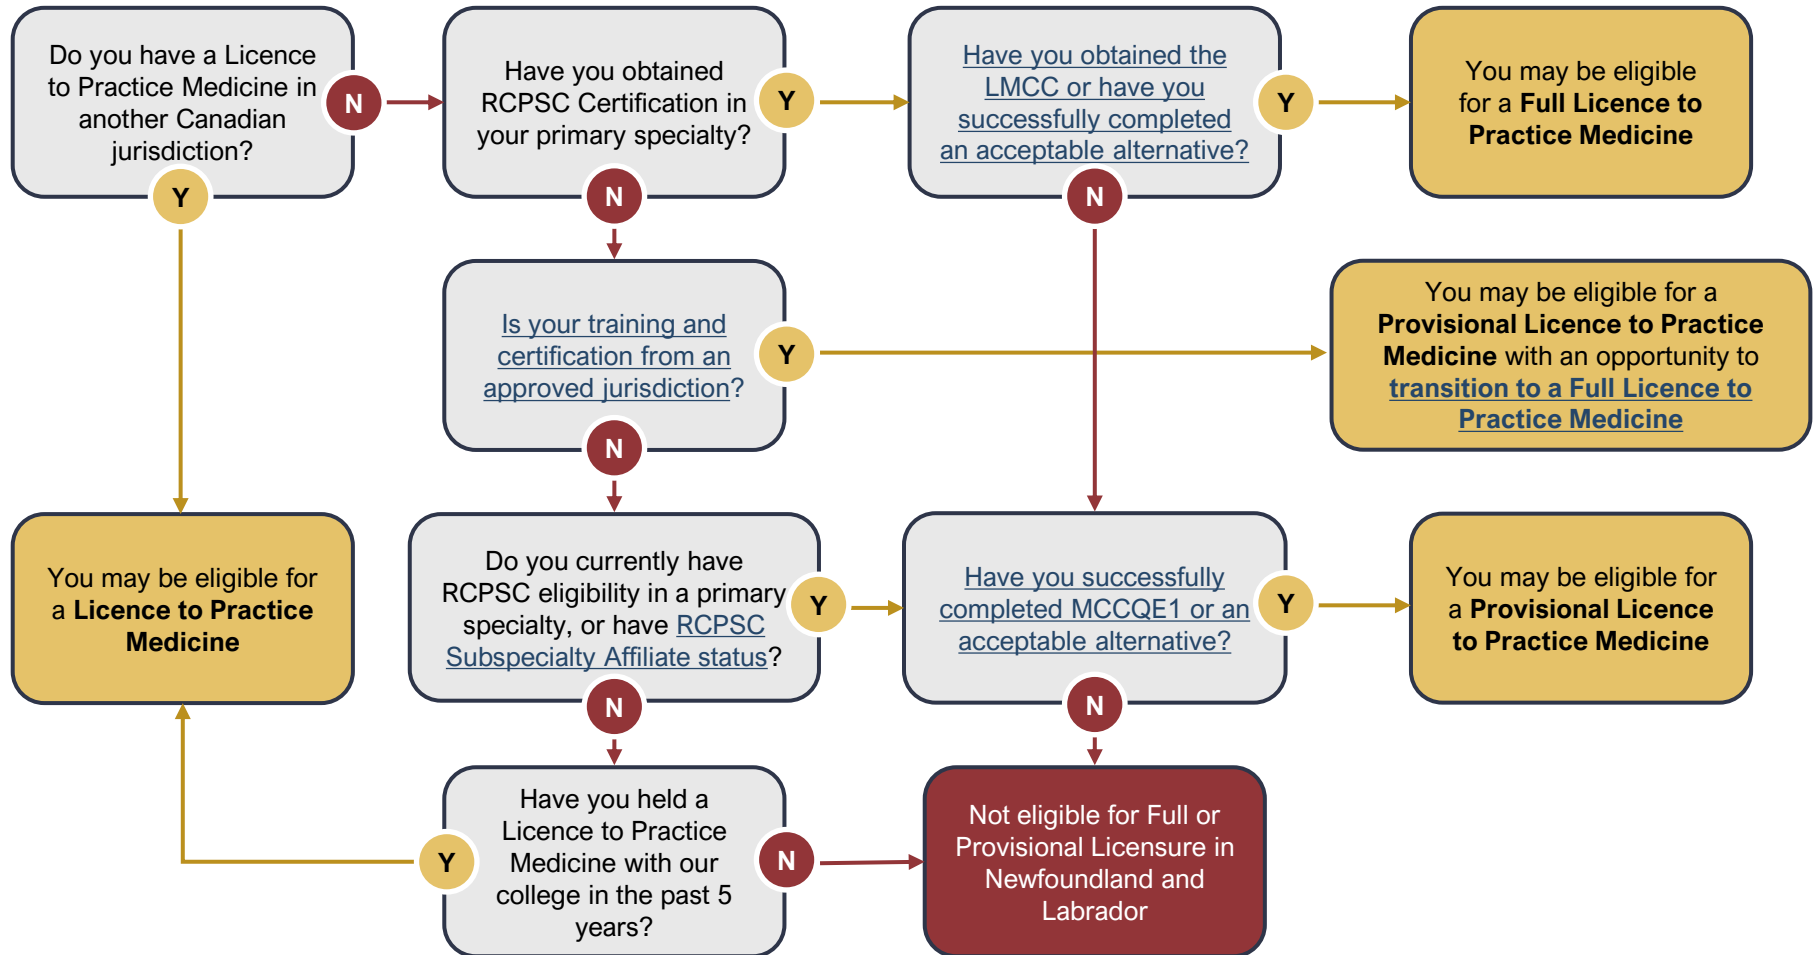 Do you have a Licence
to Practice Medicine in
another Canadian
jurisdiction?
N
Y
Have you obtained
RCPSC Certification in
your primary specialty?
Y
N
Have you obtained the
LMCC or have you
successfully completed
an acceptable alternative?
Y
N
You may be eligible
for a Full Licence to
Practice Medicine
Is your training and
certification from an
approved jurisdiction?
Y
N
You may be eligible for a
Provisional Licence to Practice
Medicine with an opportunity to
transition to a Full Licence to
Practice Medicine
You may be eligible for
a Licence to Practice
Medicine
Do you currently have
RCPSC eligibility in a primary
specialty, or have RCPSC
Subspecialty Affiliate status?
Y
N
Have you successfully
completed MCCQE1 or an
acceptable alternative?
Y
N
You may be eligible for
a Provisional Licence
to Practice Medicine
Have you held a
Licence to Practice
Medicine with our
college in the past 5
years?
Y
N
Not eligible for Full or
Provisional Licensure in
Newfoundland and
Labrador